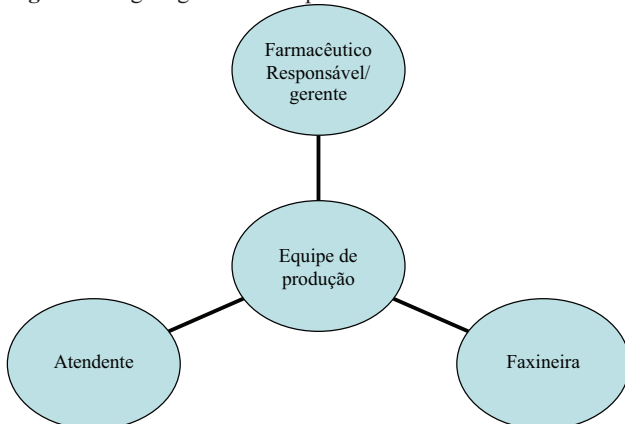 Farmacêutico
Responsável/
gerente
Equipe de
produção
Atendente
Faxineira